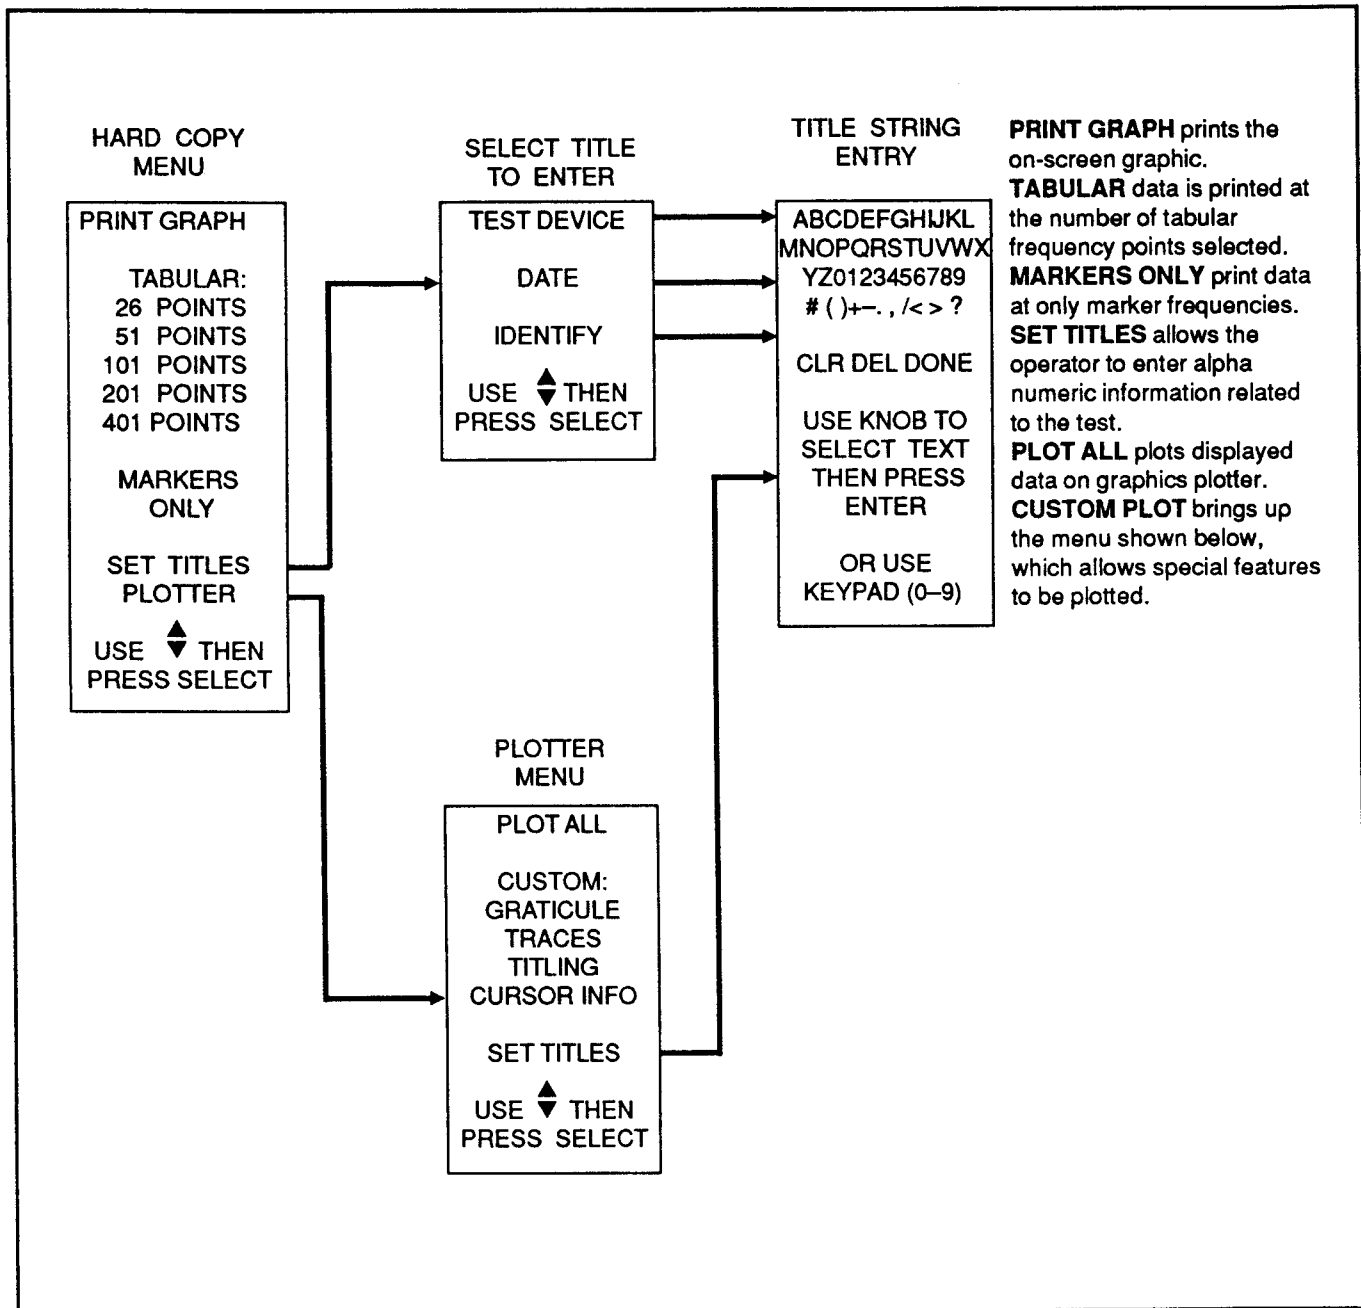 HARD COPY
MENU
PRINT GRAPH
TABULAR:
26 POINTS
51 POINTS
101 POINTS
201 POINTS
401 POINTS
MARKERS
ONLY
SET TITLES
PLOTTER
USE ▲▼ THEN
PRESS SELECT
SELECT TITLE
TO ENTER
TEST DEVICE
DATE
IDENTIFY
USE ▲▼ THEN
PRESS SELECT
PLOTTER
MENU
PLOT ALL
CUSTOM:
GRATICULE
TRACES
TITLING
CURSOR INFO
SET TITLES
USE ▲▼ THEN
PRESS SELECT
TITLE STRING
ENTRY
ABCDEFGHIJKL
MNOPQRSTUVWX
YZ0123456789
# ( )+−. , /< > ?
CLR DEL DONE
USE KNOB TO
SELECT TEXT
THEN PRESS
ENTER
OR USE
KEYPAD (0–9)
PRINT GRAPH prints the
on-screen graphic.
TABULAR data is printed at
the number of tabular
frequency points selected.
MARKERS ONLY print data
at only marker frequencies.
SET TITLES allows the
operator to enter alpha
numeric information related
to the test.
PLOT ALL plots displayed
data on graphics plotter.
CUSTOM PLOT brings up
the menu shown below,
which allows special features
to be plotted.